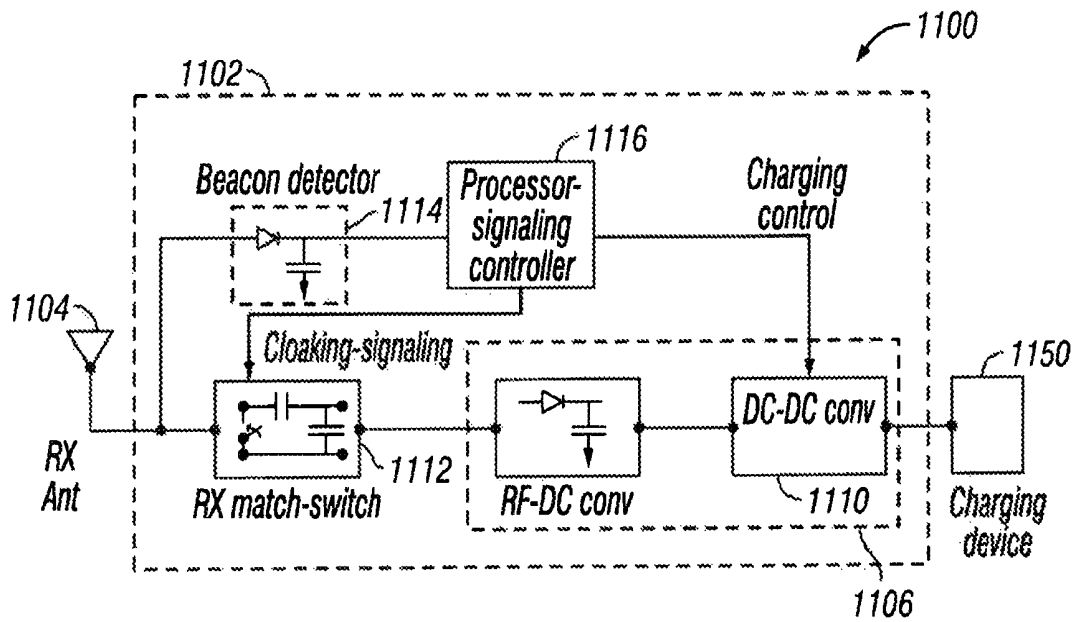 1100
1102
1116
Beacon detector
1114
Processor-
signaling
controller
Charging
control
1104
Cloaking-signaling
1150
DC-DC conv
RX
Ant
1112
RX match-switch
RF-DC conv
1110
Charging
device
1106